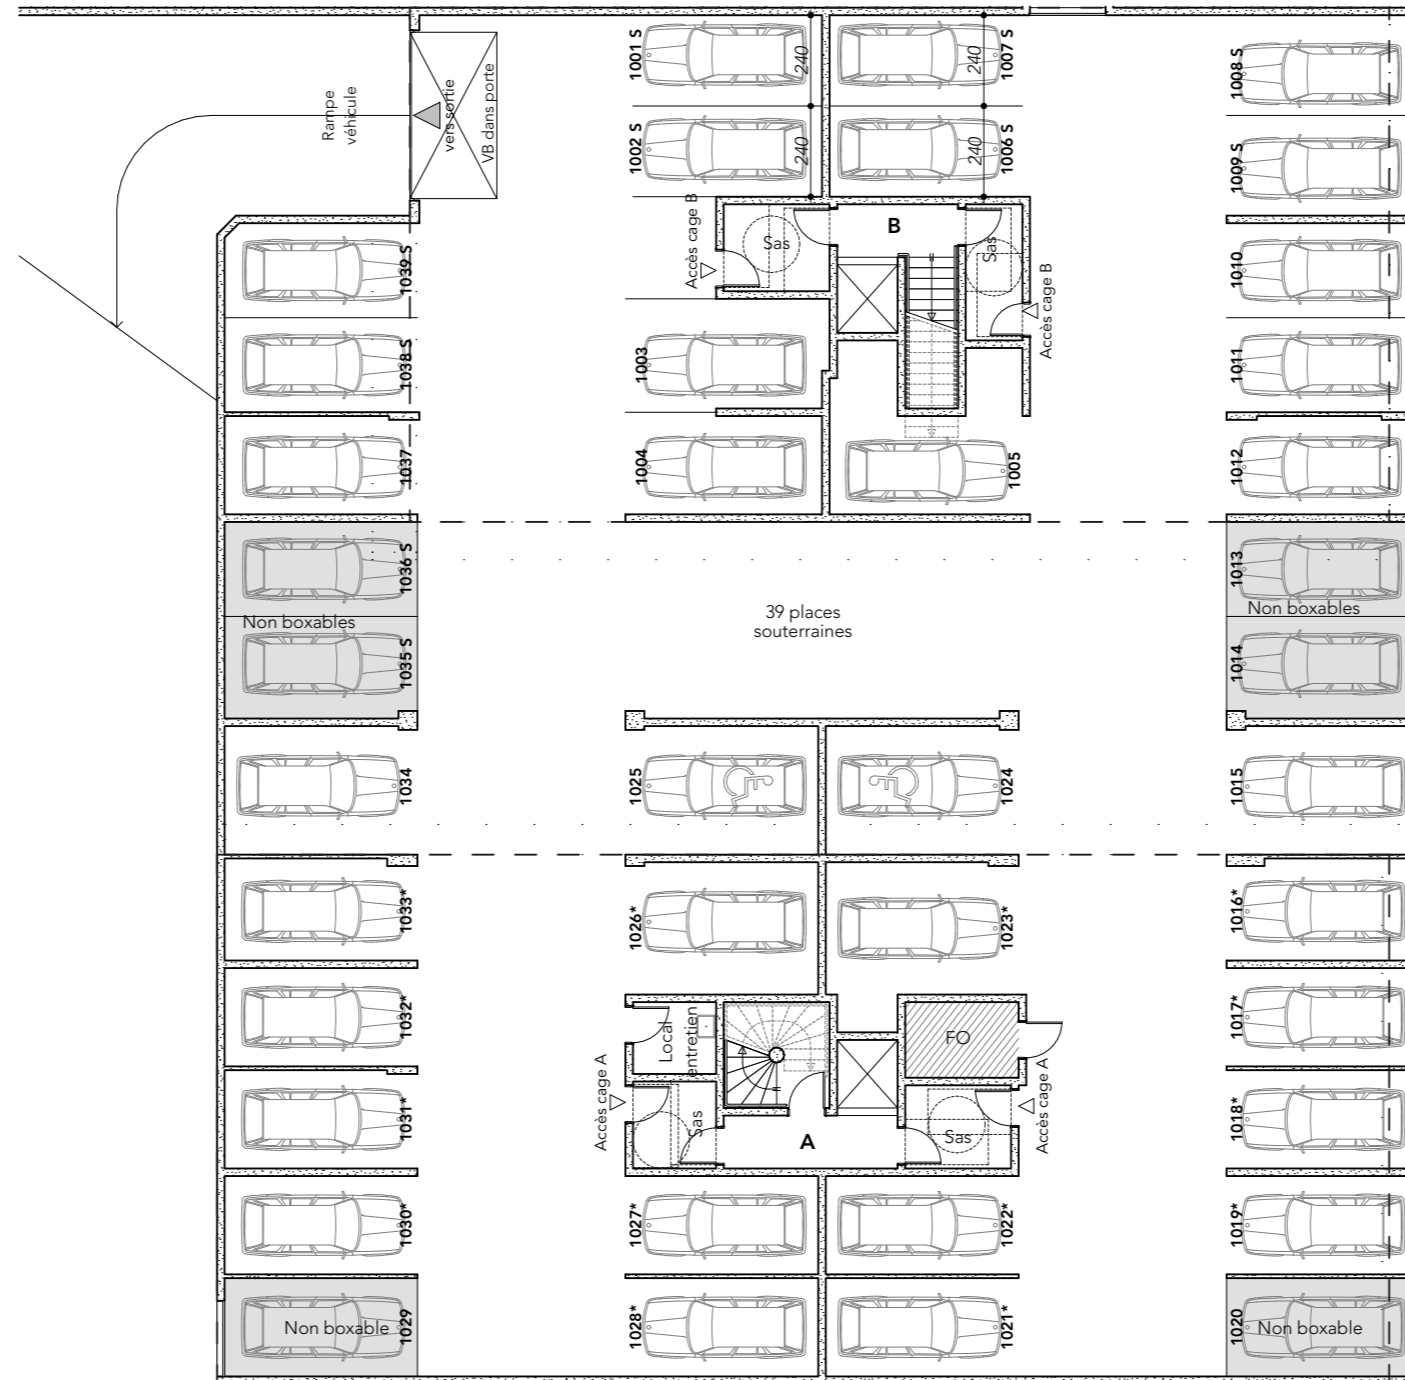 1001 S
240
240
1007 S
1008 S
Rampe
véhicule
vers sortie
VB dans porte
1002 S
240
240
1006 S
1009 S
Accès cage B
Sas
B
Sas
Accès cage B
1039 S
1010
1038 S
1003
1011
1037
1004
1005
1012
1036 S
1013
Non boxables
39 places
souterraines
Non boxables
1035 S
1014
1034
1025
1024
1015
1033*
1026*
1023*
1016*
1032*
Local
entretien
FO
1017*
Accès cage A
Sas
A
Sas
Accès cage A
1031*
1018*
1030*
1027*
1022*
1019*
Non boxable
1029
1028*
1021*
1020
Non boxable